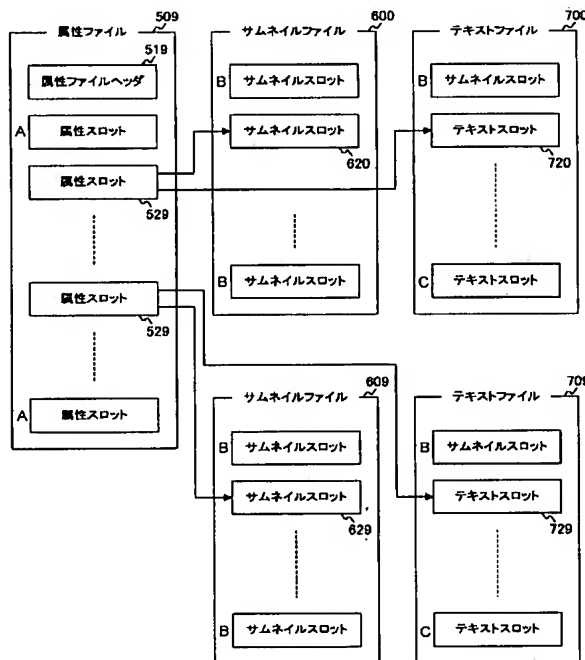 属性ファイル 509
519
属性ファイルヘッダ
A 属性スロット
属性スロット
529
属性スロット
529
A 属性スロット
サムネイルファイル 600
B サムネイルスロット
サムネイルスロット
620
B サムネイルスロット
テキストファイル 700
B サムネイルスロット
テキストスロット
720
C テキストスロット
サムネイルファイル 609
B サムネイルスロット
サムネイルスロット
629
B サムネイルスロット
テキストファイル 709
B サムネイルスロット
テキストスロット
729
C テキストスロット